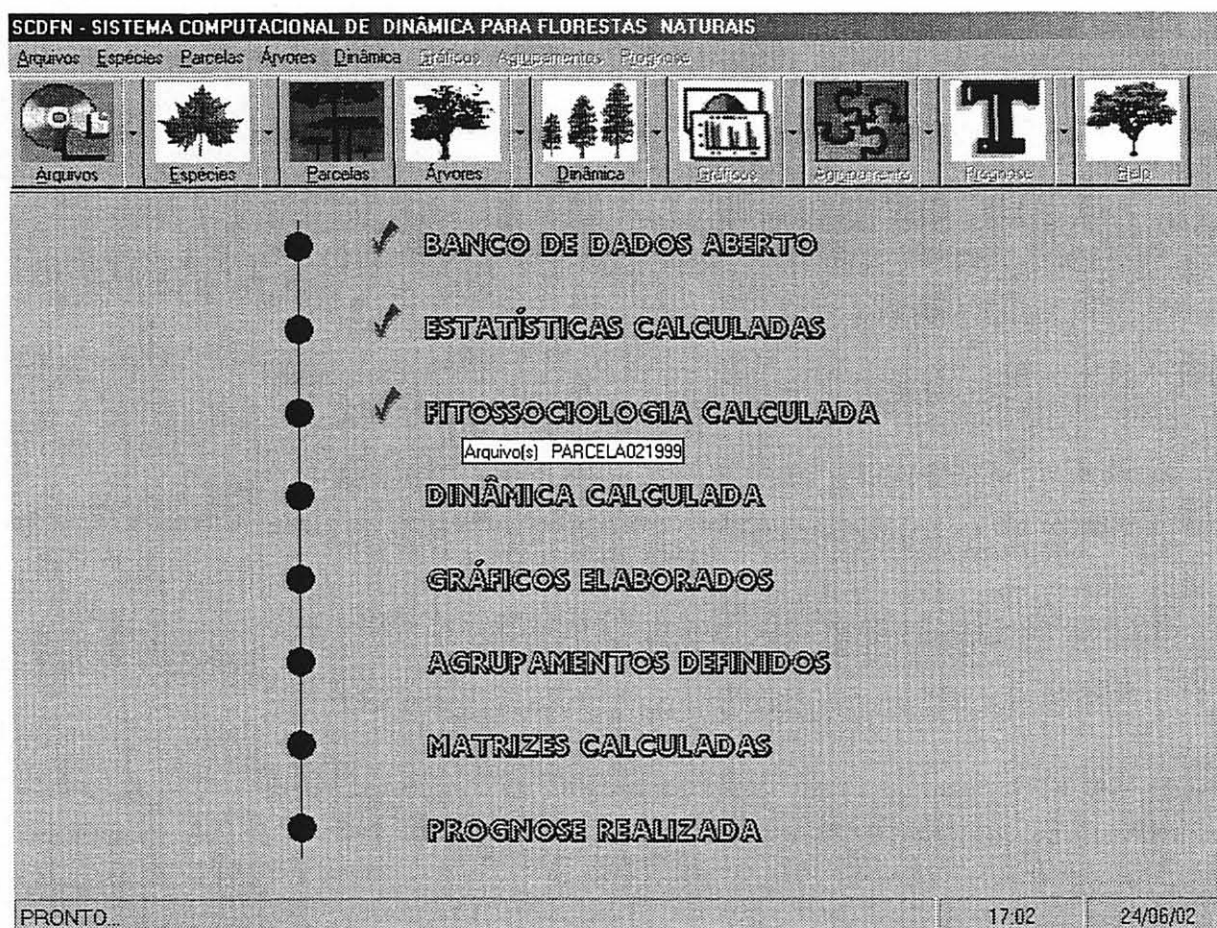 SCDFN - SISTEMA COMPUTACIONAL DE DINÂMICA PARA FLORESTAS NATURAIS
Arquivos Espécies Parcelas Árvores Dinâmica Gráficos Agrupamentos Prognose
Arquivos Espécies Parcelas Árvores Dinâmica Gráficos Agrupamento Prognose Help
BANCO DE DADOS ABERTO
ESTATÍSTICAS CALCULADAS
FITOSSOCIOLOGIA CALCULADA
Arquivo(s) PARCELA021999
DINÂMICA CALCULADA
GRÁFICOS ELABORADOS
AGRUPAMENTOS DEFINIDOS
MATRIZES CALCULADAS
PROGNOSE REALIZADA
PRONTO... 17:02 24/06/02